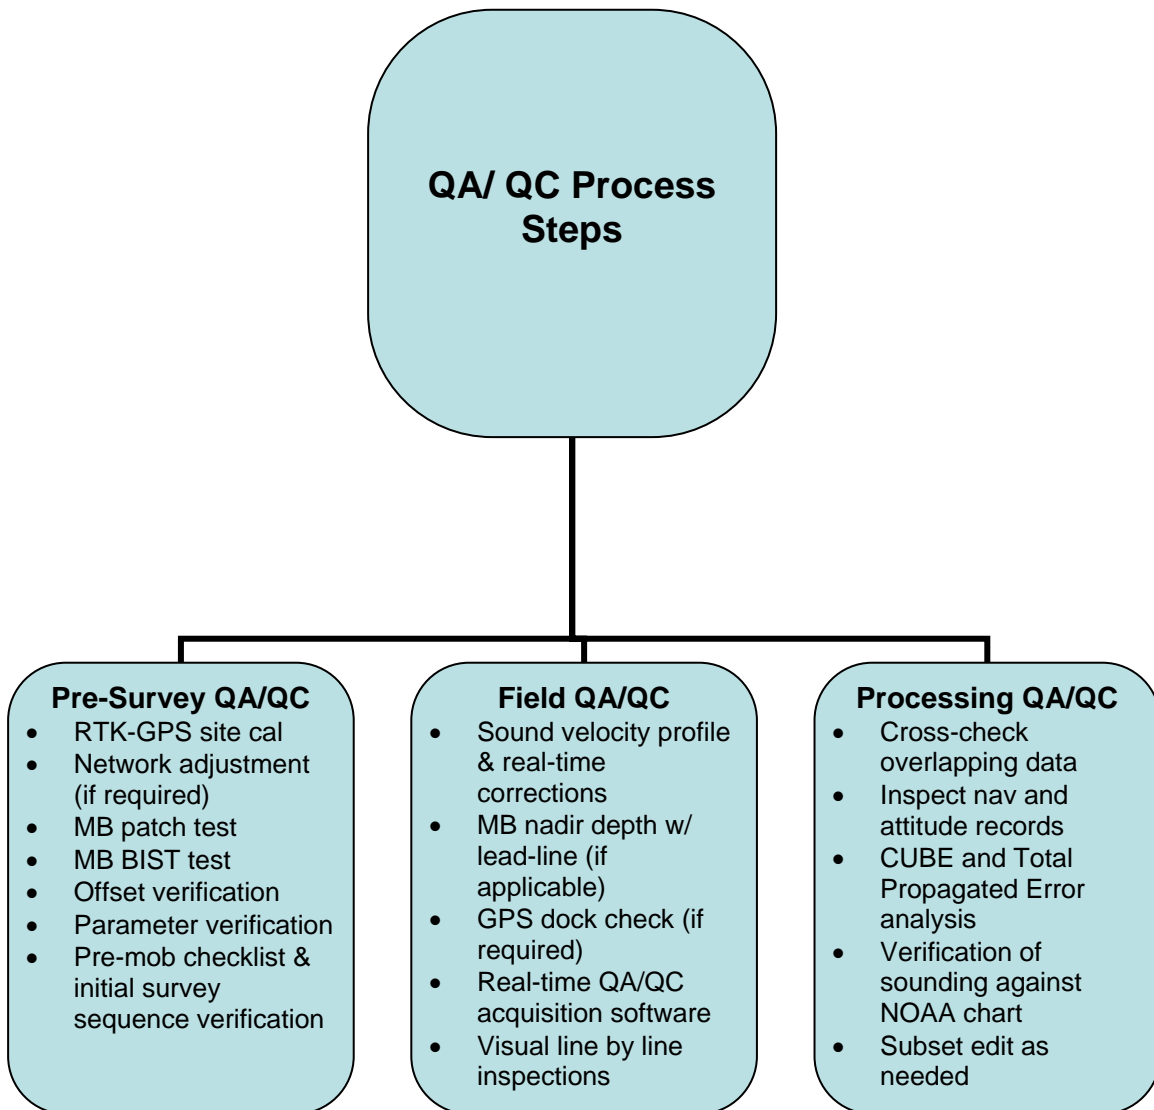 QA/ QC Process
Steps
Pre-Survey QA/QC
• RTK-GPS site cal
• Network adjustment
(if required)
• MB patch test
• MB BIST test
• Offset verification
• Parameter verification
• Pre-mob checklist &
initial survey
sequence verification
Field QA/QC
• Sound velocity profile
& real-time
corrections
• MB nadir depth w/
lead-line (if
applicable)
• GPS dock check (if
required)
• Real-time QA/QC
acquisition software
• Visual line by line
inspections
Processing QA/QC
• Cross-check
overlapping data
• Inspect nav and
attitude records
• CUBE and Total
Propagated Error
analysis
• Verification of
sounding against
NOAA chart
• Subset edit as
needed